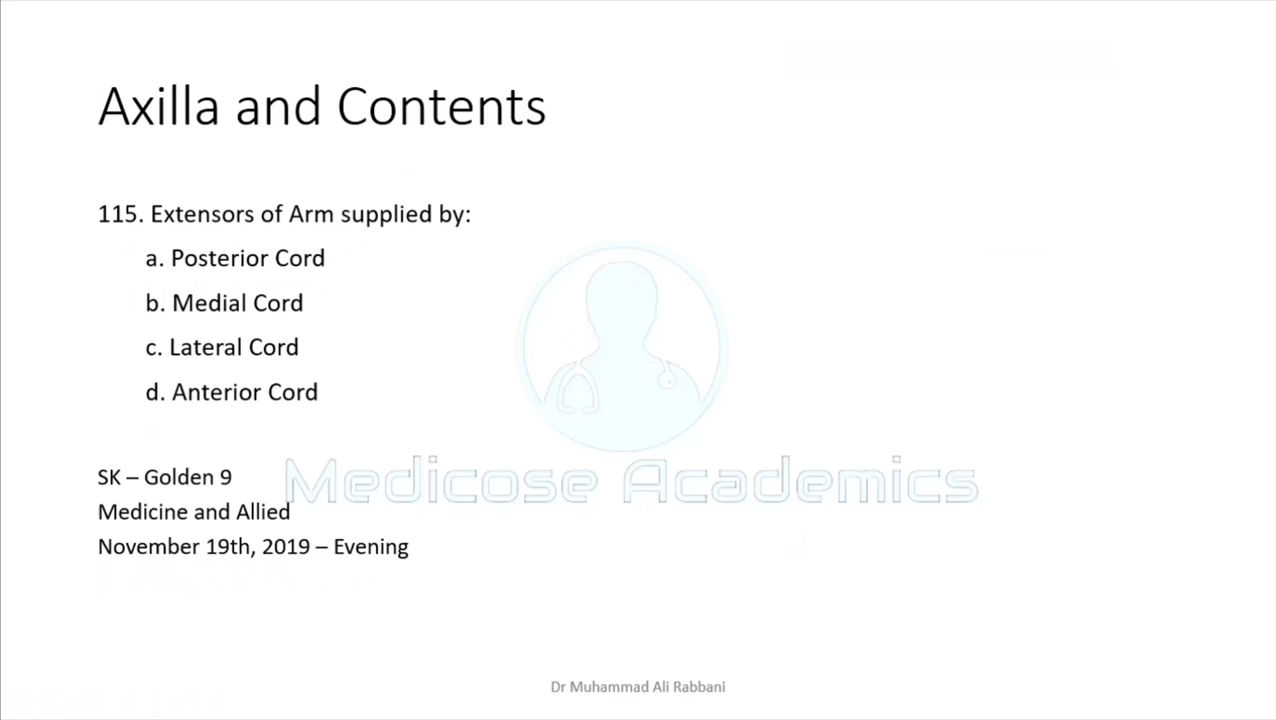 Axilla and Contents
115. Extensors of Arm supplied by:
a. Posterior Cord
b. Medial Cord
c. Lateral Cord
d. Anterior Cord
SK – Golden 9
Medicose Academics
Medicine and Allied
November 19th, 2019 – Evening
Dr Muhammad Ali Rabbani